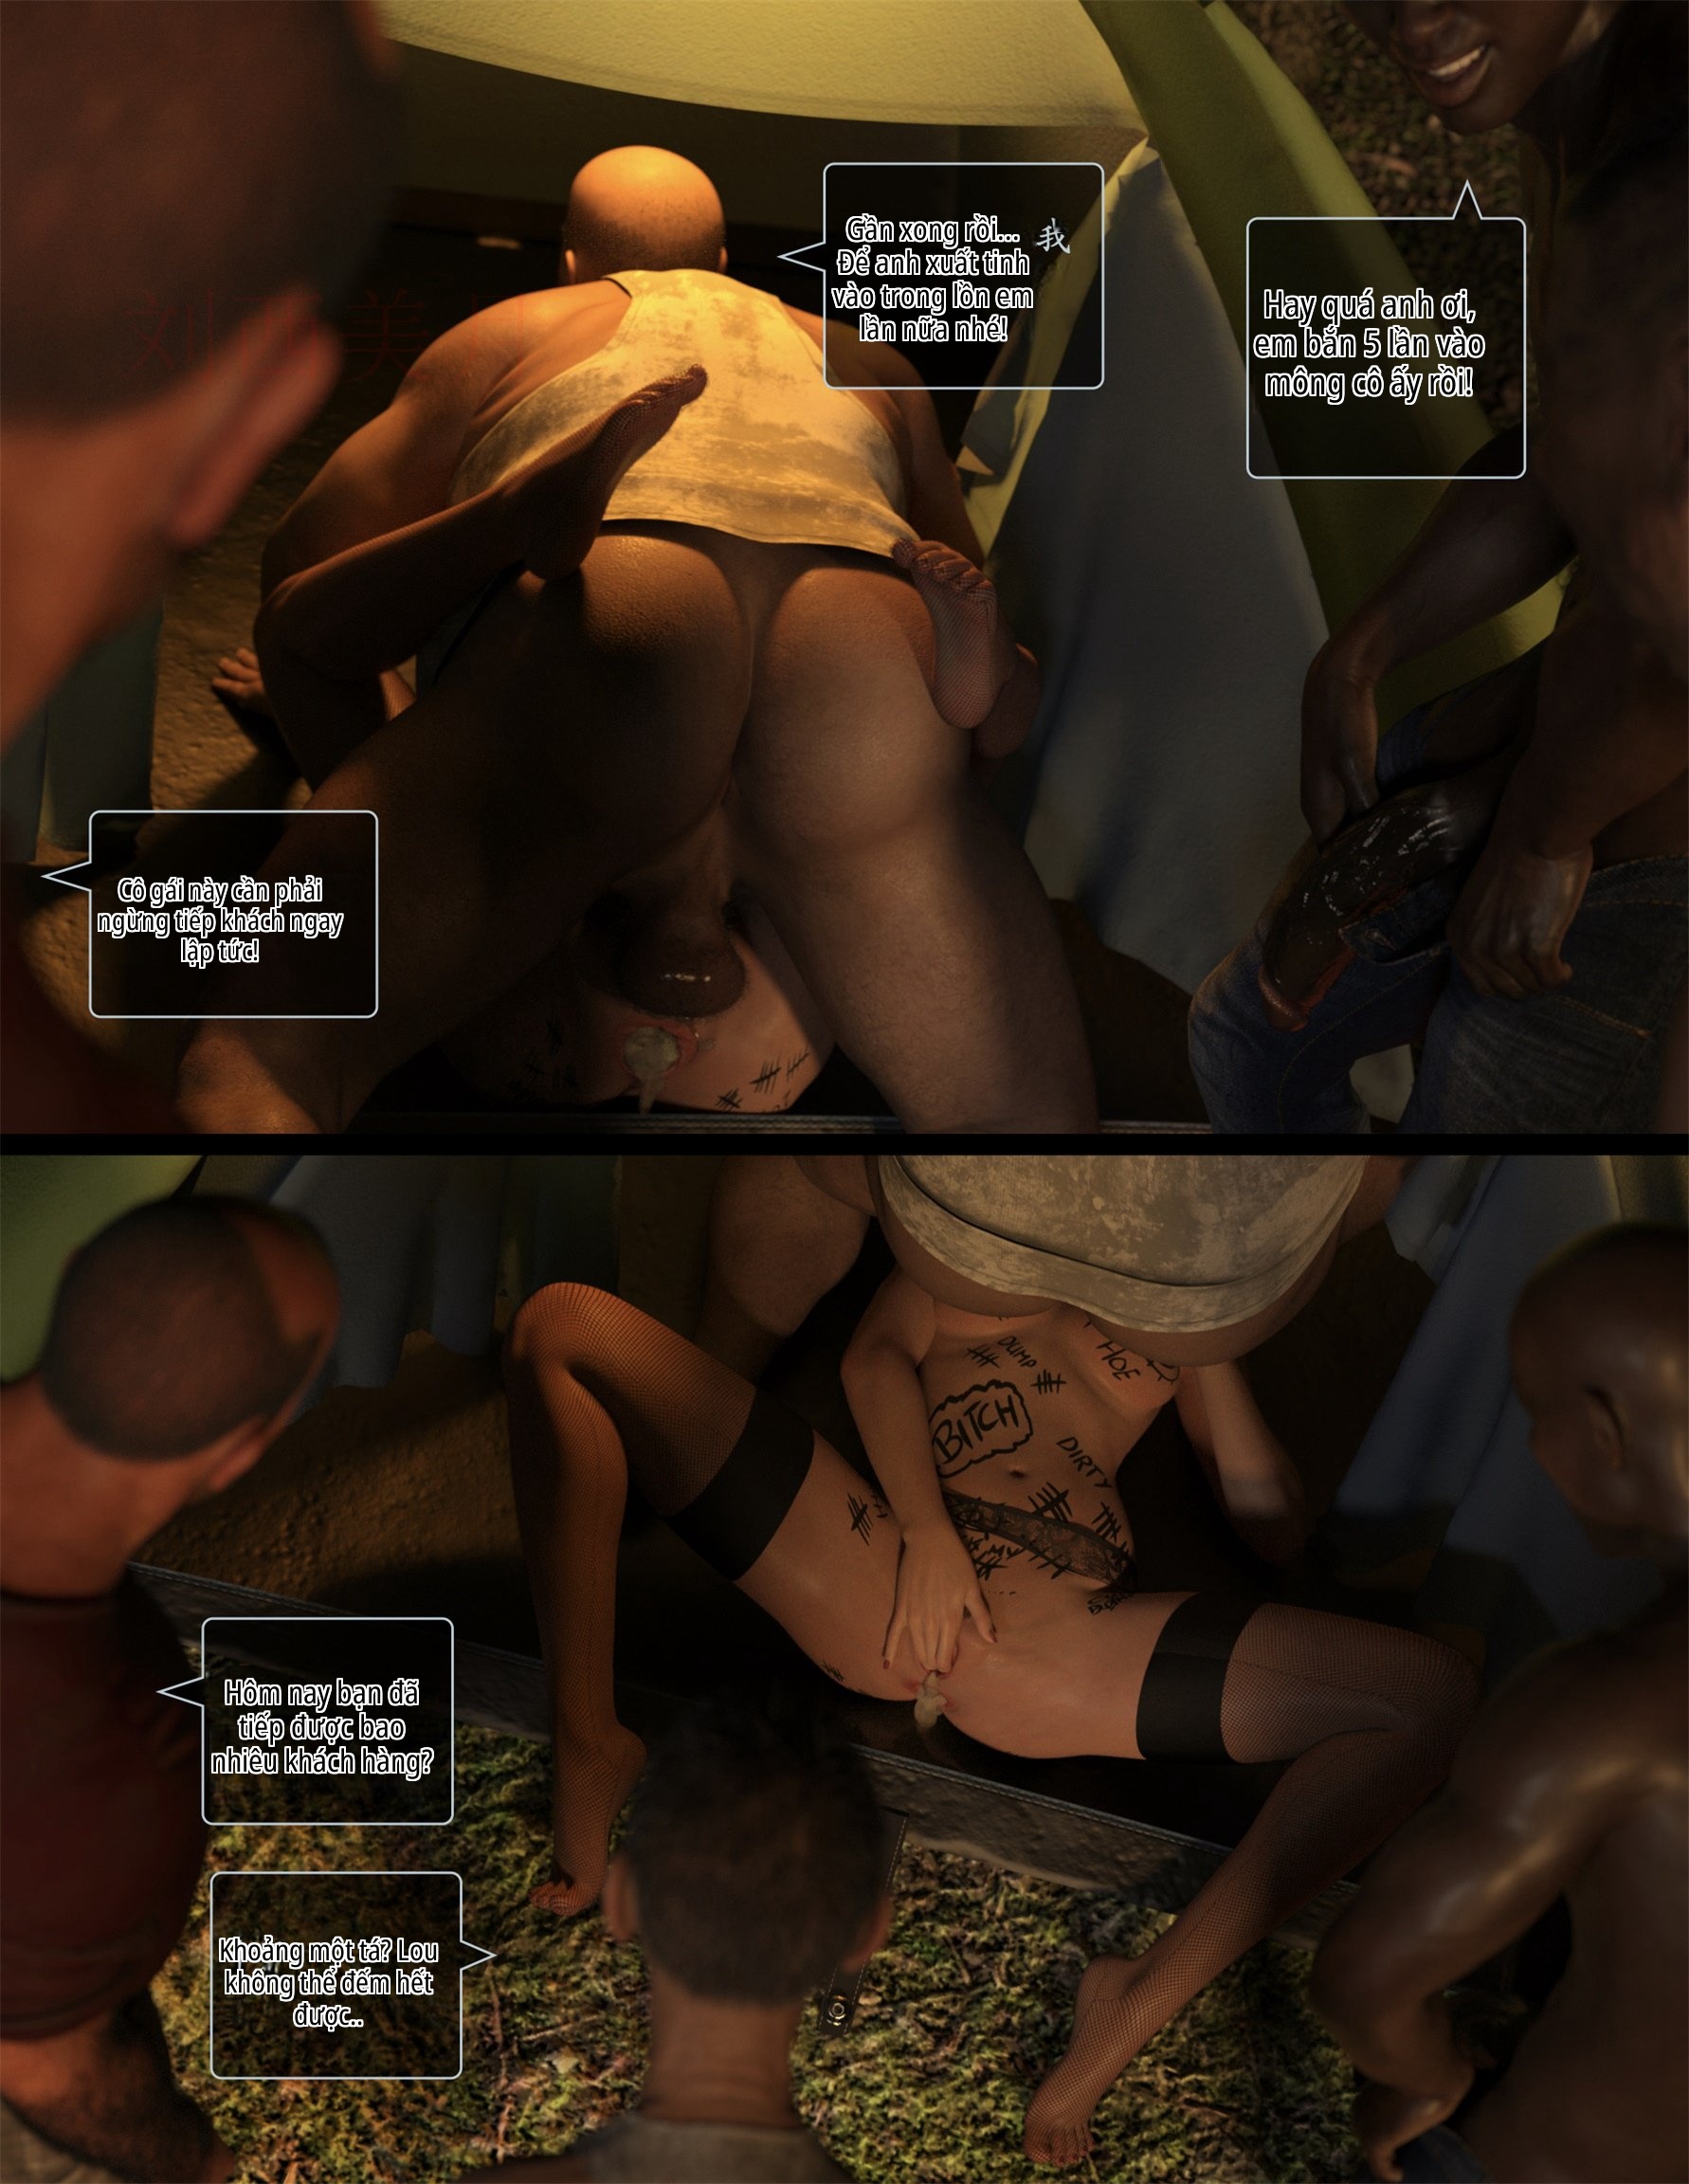 Gần xong rồi...
我
Để anh xuất tinh
vào trong lồn em
lần nữa nhé!
Hay quá anh ơi,
em bắn 5 lần vào
mông cô ấy rồi!
Cô gái này cần phải
ngừng tiếp khách ngay
lập tức!
DUMP
HOE
BITCH
DIRTY
Hôm nay bạn đã
tiếp được bao
nhiêu khách hàng?
Khoảng một tá? Lou
không thể đếm hết
được..